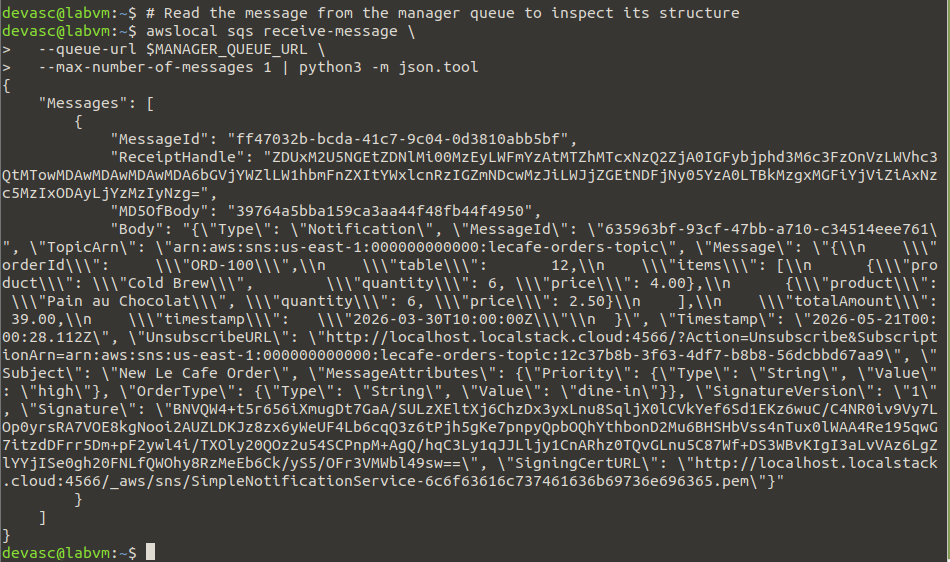 devasc@labvm:~$ # Read the message from the manager queue to inspect its structure
devasc@labvm:~$ awslocal sqs receive-message \
>   --queue-url $MANAGER_QUEUE_URL \
>   --max-number-of-messages 1 | python3 -m json.tool
{
    "Messages": [
        {
            "MessageId": "ff47032b-bcda-41c7-9c04-0d3810abb5bf",
            "ReceiptHandle": "ZDUxM2U5NGEtZDNlMi00MzEyLWFmYzAtMTZhMTcxNzQ2ZjA0IGFybjphd3M6c3FzOnVzLWVhc3
QtMTowMDAwMDAwMDAwMDA6bGVjYWZlLW1hbmFnZXItYWxlcnRzIGZmNDcwMzJiLWJjZGEtNDFjNy05YzA0LTBkMzgxMGFiYjViZiAxNz
c5MzIxODAyLjYzMzIyNzg=",
            "MD5OfBody": "39764a5bba159ca3aa44f48fb44f4950",
            "Body": "{\"Type\": \"Notification\", \"MessageId\": \"635963bf-93cf-47bb-a710-c34514eee761\
", \"TopicArn\": \"arn:aws:sns:us-east-1:000000000000:lecafe-orders-topic\", \"Message\": \"{\\n    \\\"
orderId\\\":     \\\"ORD-100\\\",\\n    \\\"table\\\":       12,\\n    \\\"items\\\": [\\n      {\\\"pro
duct\\\": \\\"Cold Brew\\\",        \\\"quantity\\\": 6, \\\"price\\\": 4.00},\\n      {\\\"product\\\":
 \\\"Pain au Chocolat\\\", \\\"quantity\\\": 6, \\\"price\\\": 2.50}\\n    ],\\n    \\\"totalAmount\\\":
 39.00,\\n    \\\"timestamp\\\":   \\\"2026-03-30T10:00:00Z\\\"\\n  }\", \"Timestamp\": \"2026-05-21T00:
00:28.112Z\", \"UnsubscribeURL\": \"http://localhost.localstack.cloud:4566/?Action=Unsubscribe&Subscript
ionArn=arn:aws:sns:us-east-1:000000000000:lecafe-orders-topic:12c37b8b-3f63-4df7-b8b8-56dcbbd67aa9\", \"
Subject\": \"New Le Cafe Order\", \"MessageAttributes\": {\"Priority\": {\"Type\": \"String\", \"Value\"
: \"high\"}, \"OrderType\": {\"Type\": \"String\", \"Value\": \"dine-in\"}}, \"SignatureVersion\": \"1\"
, \"Signature\": \"BNVQW4+t5r656iXmugDt7GaA/SULzXEltXj6ChzDx3yxLnu8SqljX0lCVkYef6Sd1EKz6wuC/C4NR0iv9Vy7L
Op0yrsRA7VOE8kgNooi2AUZLDKJz8zx6yWeUF4Lb6cqQ3z6tPjh5gKe7pnpyQpbOQhYthbonD2Mu6BHSHbVss4nTux0lWAA4Re195qwG
7itzdDFrr5Dm+pF2ywl4i/TXOly20QOz2u54SCPnpM+AgQ/hqC3Ly1qJJLljy1CnARhz0TQvGLnu5C87Wf+DS3WBvKIgI3aLvVAz6LgZ
lYYjISe0gh20FNLfQWOhy8RzMeEb6Ck/yS5/OFr3VMWbl49sw==\", \"SigningCertURL\": \"http://localhost.localstack
.cloud:4566/_aws/sns/SimpleNotificationService-6c6f63616c737461636b69736e696365.pem\"}"
        }
    ]
}
devasc@labvm:~$